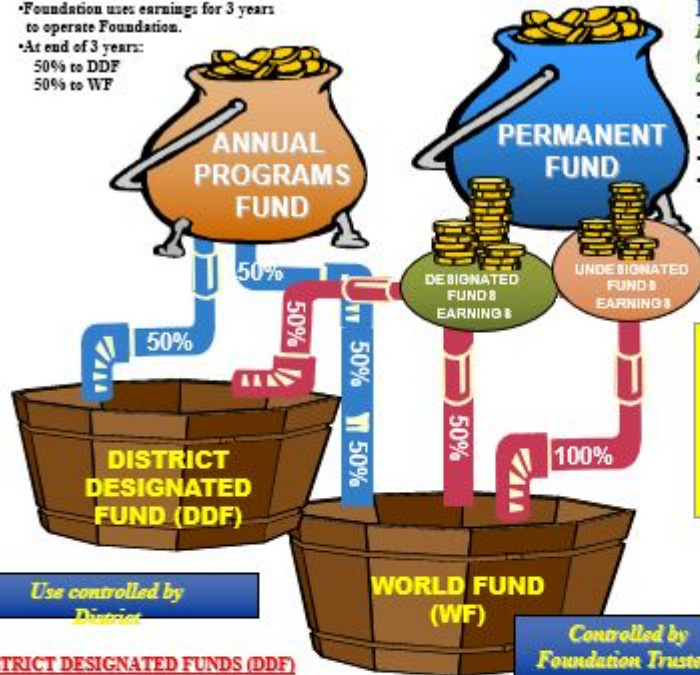 •Foundation uses earnings for 3 years
to operate Foundation.
•At end of 3 years:
50% to DDF
50% to WF
ANNUAL
PROGRAMS
FUND
PERMANENT
FUND
DESIGNATED
FUNDS
EARNINGS
UNDESIGNATED
FUNDS
EARNINGS
50%
50%
50%
50%
50%
50%
100%
DISTRICT
DESIGNATED
FUND (DDF)
WORLD FUND
(WF)
Use controlled by
District
Controlled by
Foundation Truste
TRICT DESIGNATED FUNDS (DDF)